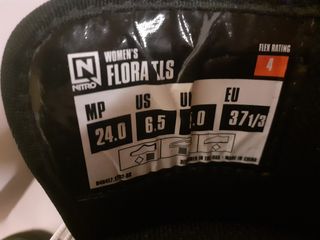 NITRO
WOMEN'S
FLORA TLS
FLEX RATING
4
MP US EU
24.0 6.5 .0 37 1/3
MADE IN CHINA